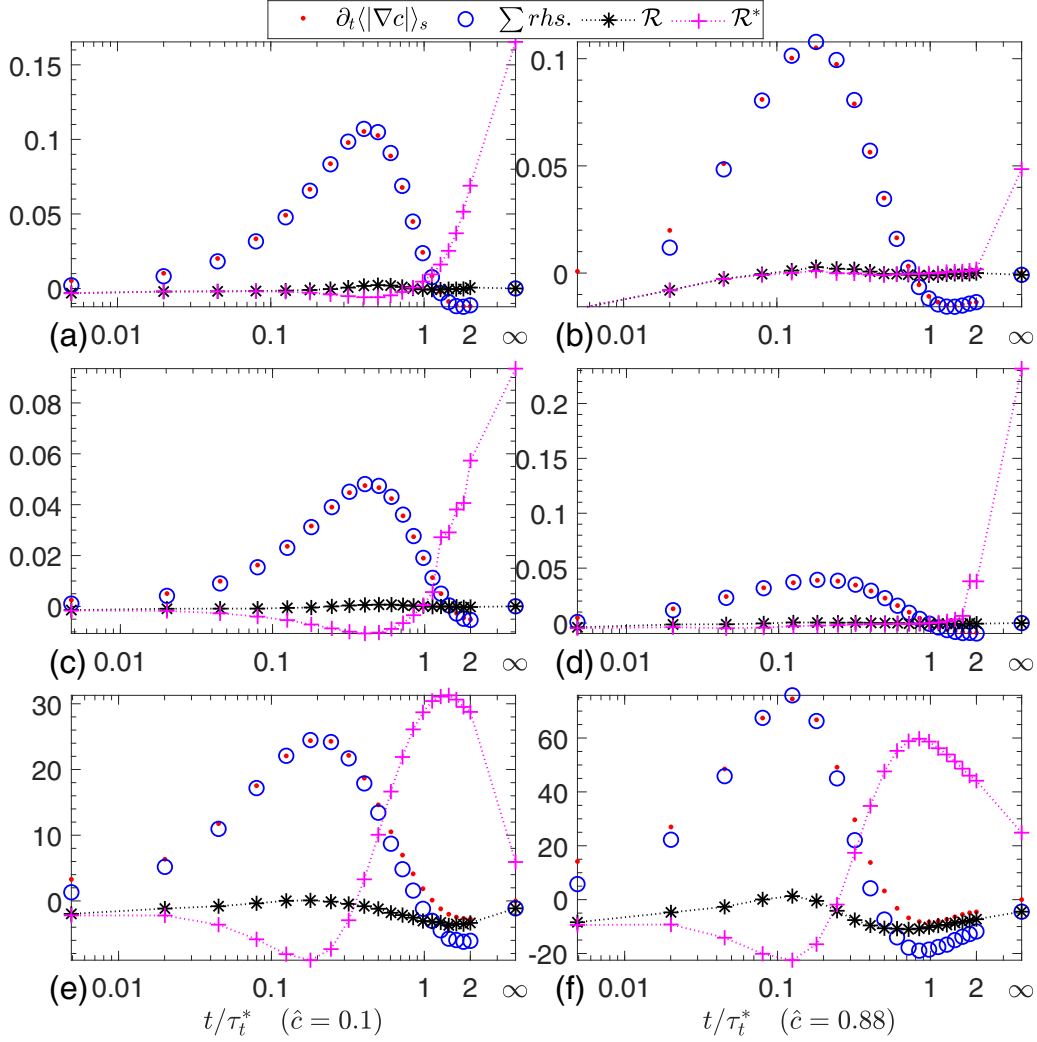 ∂ₜ⟨|∇c|⟩ₛ ∑ rhs. ℛ ℛ*
0.15
0.1
0.05
0
(a) 0.01 0.1 1 2 ∞
0.1
0.05
0
(b) 0.01 0.1 1 2 ∞
0.08
0.06
0.04
0.02
0
(c) 0.01 0.1 1 2 ∞
0.2
0.15
0.1
0.05
0
(d) 0.01 0.1 1 2 ∞
30
20
10
0
(e) 0.01 0.1 1 2 ∞
60
40
20
0
-20
(f) 0.01 0.1 1 2 ∞
t/τₜ* (ĉ = 0.1)
t/τₜ* (ĉ = 0.88)